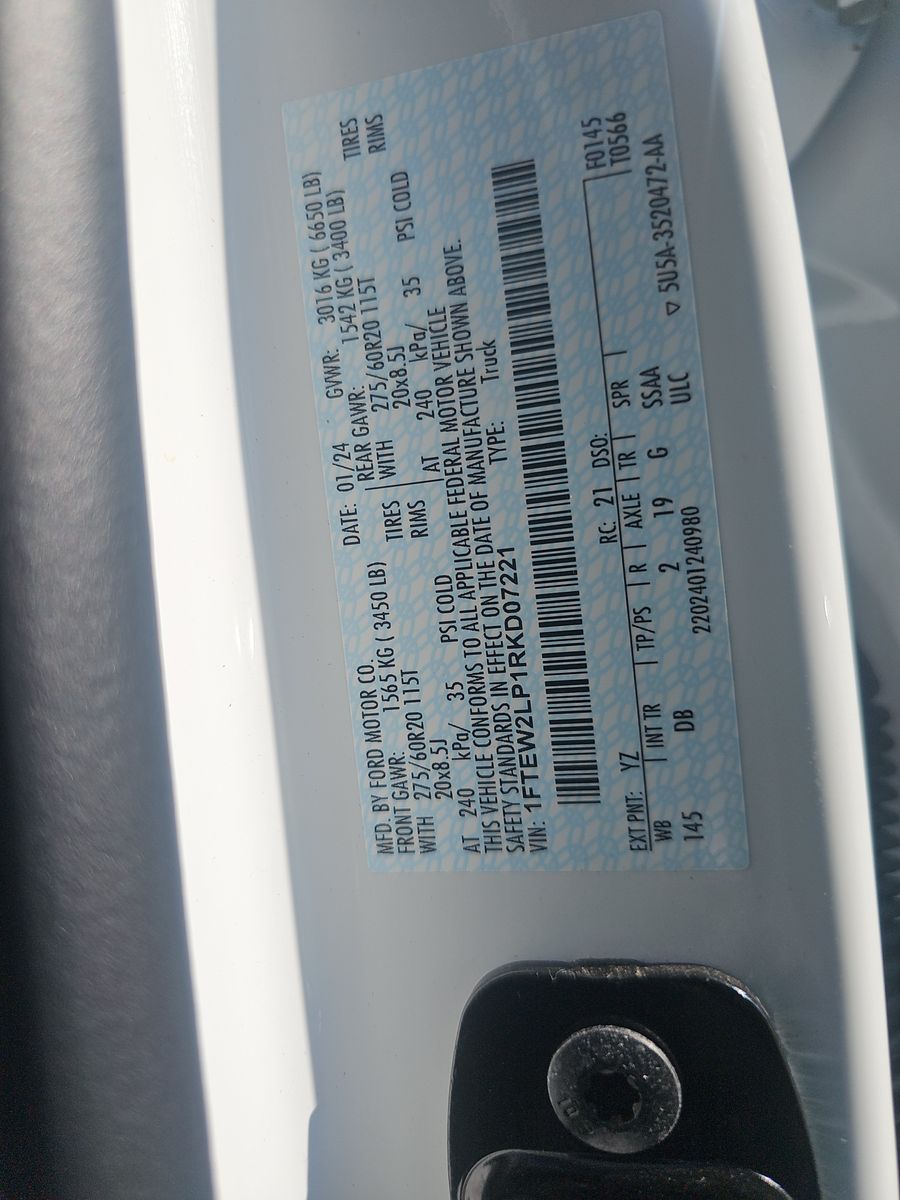 MFD. BY FORD MOTOR CO. DATE: 01/24 GVWR: 3016 KG ( 6650 LB)
FRONT GAWR: 1565 KG ( 3450 LB) REAR GAWR: 1542 KG ( 3400 LB)
WITH 275/60R20 115T TIRES WITH 275/60R20 115T TIRES
20x8.5J RIMS 20x8.5J RIMS
AT 240 kPa/ 35 PSI COLD AT 240 kPa/ 35 PSI COLD
THIS VEHICLE CONFORMS TO ALL APPLICABLE FEDERAL MOTOR VEHICLE
SAFETY STANDARDS IN EFFECT ON THE DATE OF MANUFACTURE SHOWN ABOVE.
VIN: 1FTEW2LP1RKD07221 TYPE: Truck
F0145
T0566
EXT PNT: YZ RC: 21 DSO:
WB INT TR TP/PS R AXLE TR SPR
145 DB 2 19 G SSAA
ULC
220240124098​0 ▽ 5U5A-3520472-AA